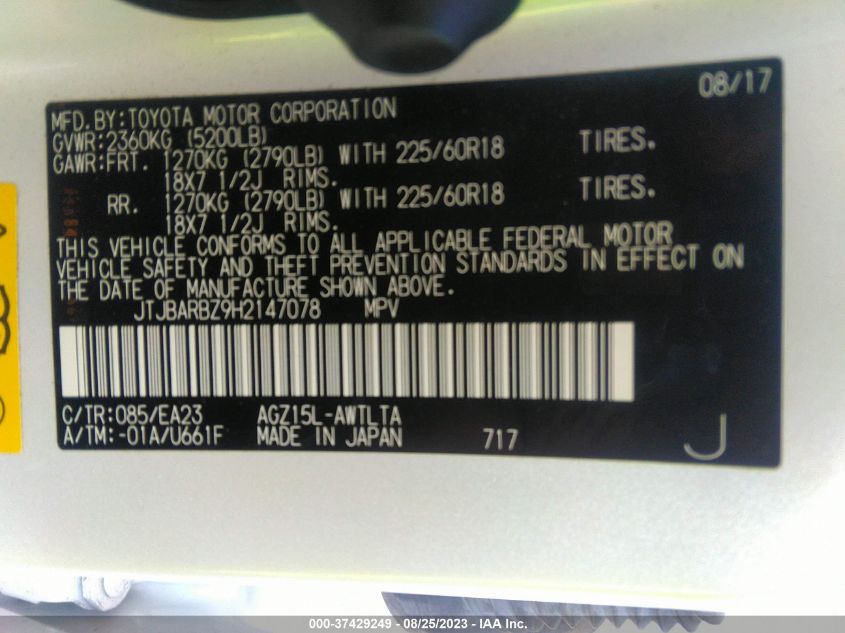 08/17
MFD.BY:TOYOTA MOTOR CORPORATION
GVWR:2360KG (5200LB)
GAWR:FRT. 1270KG (2790LB) WITH 225/60R18 TIRES.
18X7 1/2J RIMS.
RR. 1270KG (2790LB) WITH 225/60R18 TIRES.
18X7 1/2J RIMS.
THIS VEHICLE CONFORMS TO ALL APPLICABLE FEDERAL MOTOR
VEHICLE SAFETY AND THEFT PREVENTION STANDARDS IN EFFECT ON
THE DATE OF MANUFACTURE SHOWN ABOVE.
JTJBARBZ9H2147078 MPV
C/TR:085/EA23 AGZ15L-AWTLTA
A/TM:-01A/U661F MADE IN JAPAN 717 J
000-37429249 - 08/25/2023 - IAA Inc.